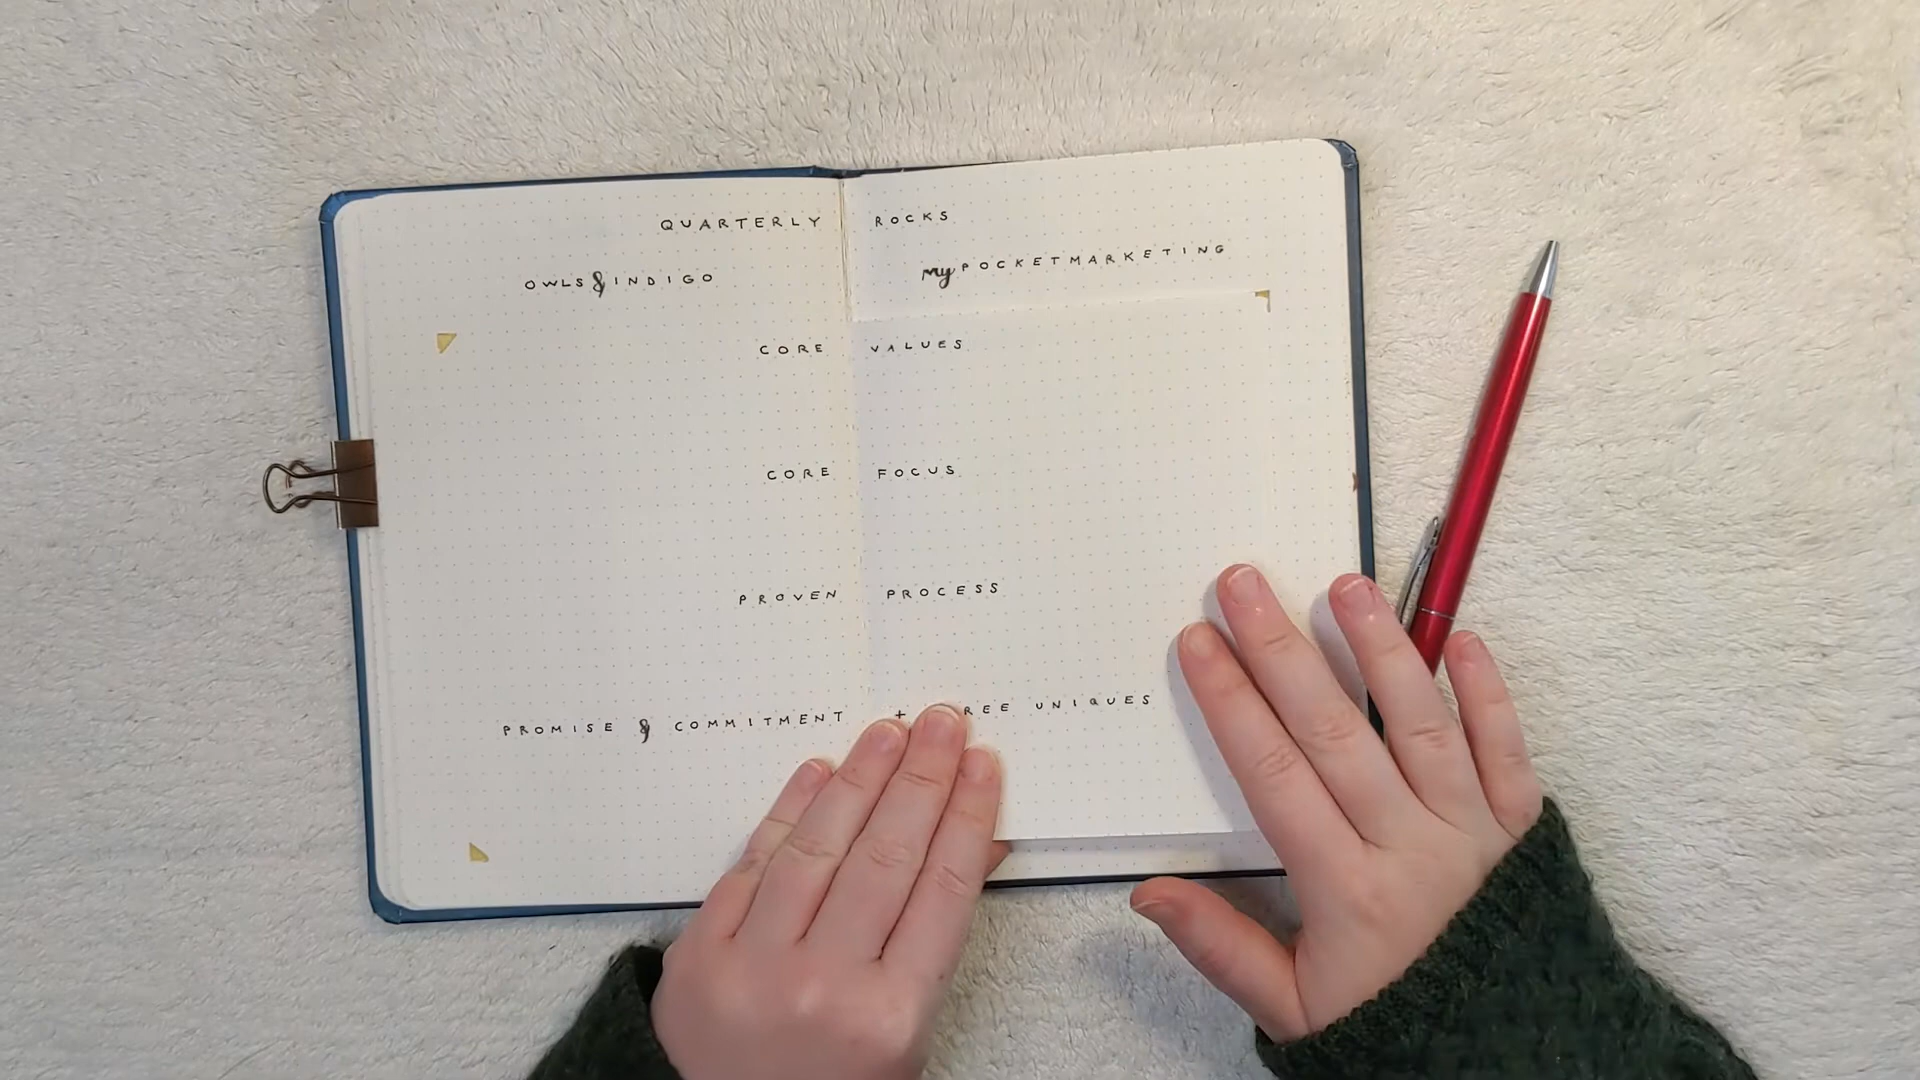 QUARTERLY ROCKS
OWLS & INDIGO
my POCKETMARKETING
CORE VALUES
CORE FOCUS
PROVEN PROCESS
PROMISE & COMMITMENT + UNIQUES